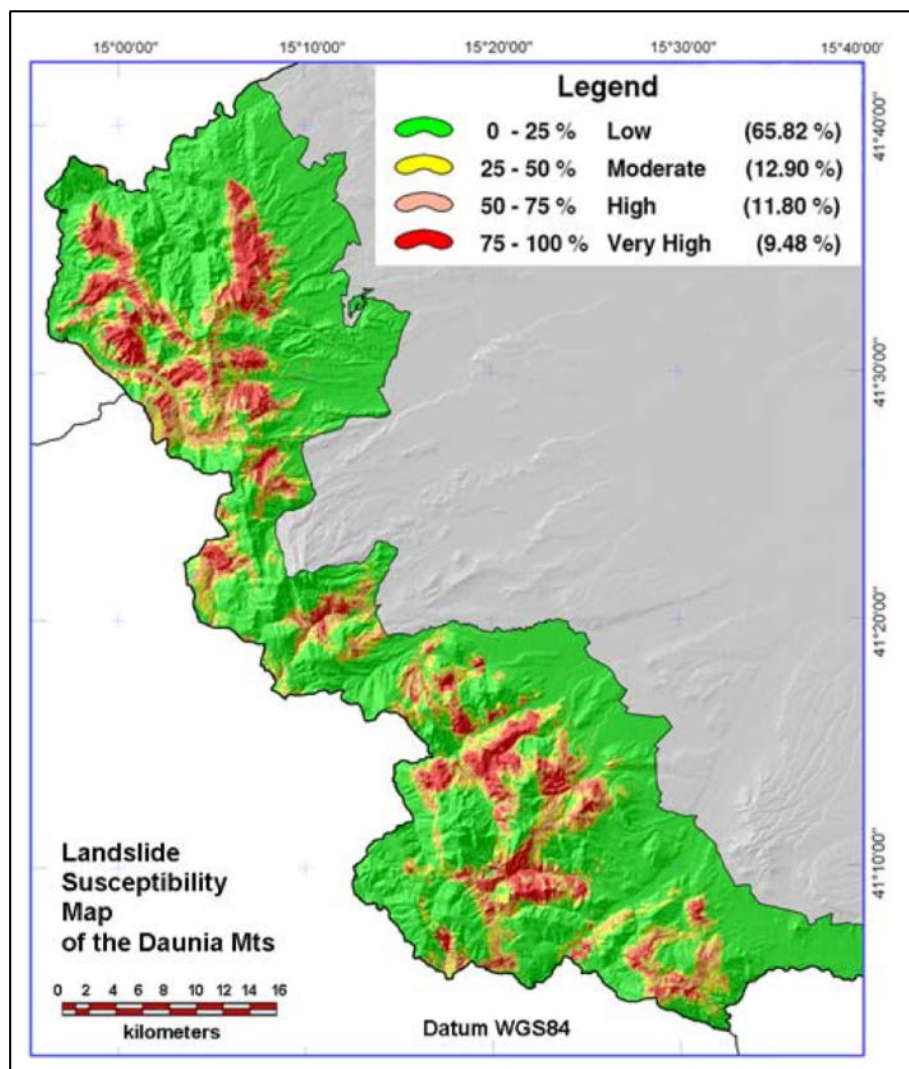 15°00'00" 15°10'00" 15°20'00" 15°30'00" 15°40'00"
Legend
0 - 25 % Low (65.82 %)
25 - 50 % Moderate (12.90 %)
50 - 75 % High (11.80 %)
75 - 100 % Very High (9.48 %)
41°40'00"
41°30'00"
41°20'00"
41°10'00"
Landslide
Susceptibility
Map
of the Daunia Mts
0 2 4 6 8 10 12 14 16
kilometers
Datum WGS84